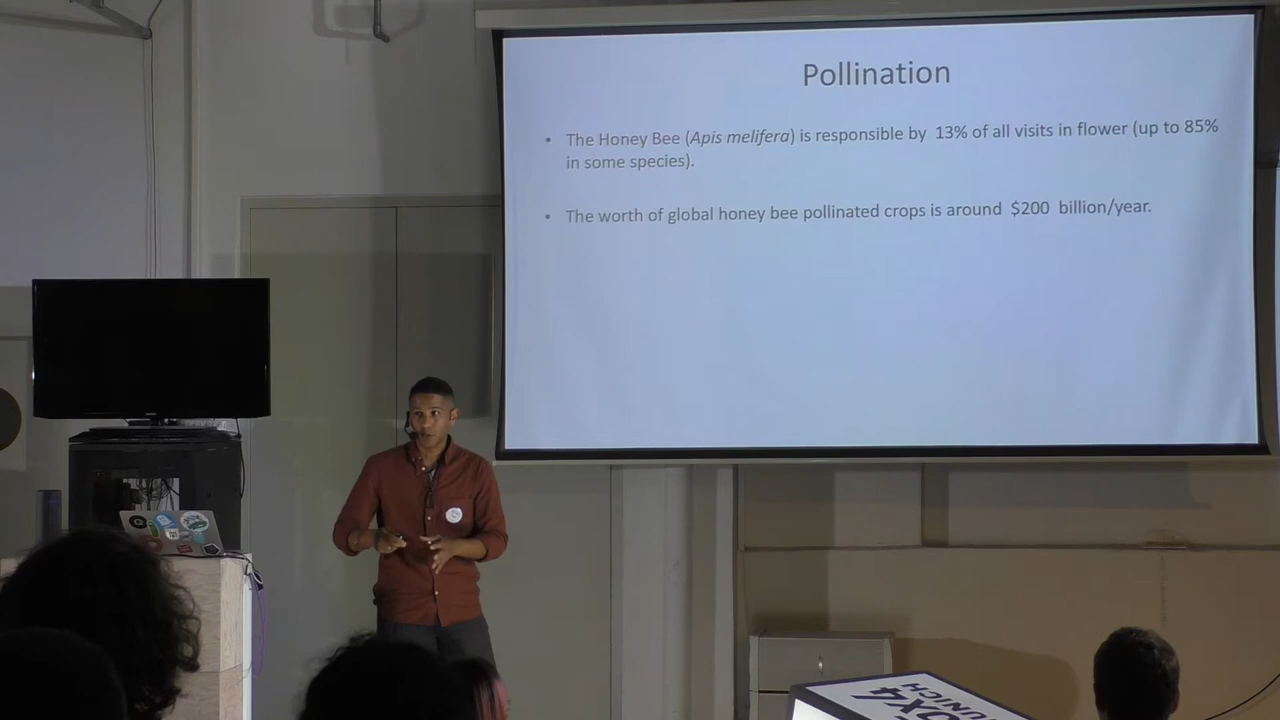 Pollination
• The Honey Bee (Apis melifera) is responsible by 13% of all visits in flower (up to 85%
in some species).
• The worth of global honey bee pollinated crops is around $200 billion/year.